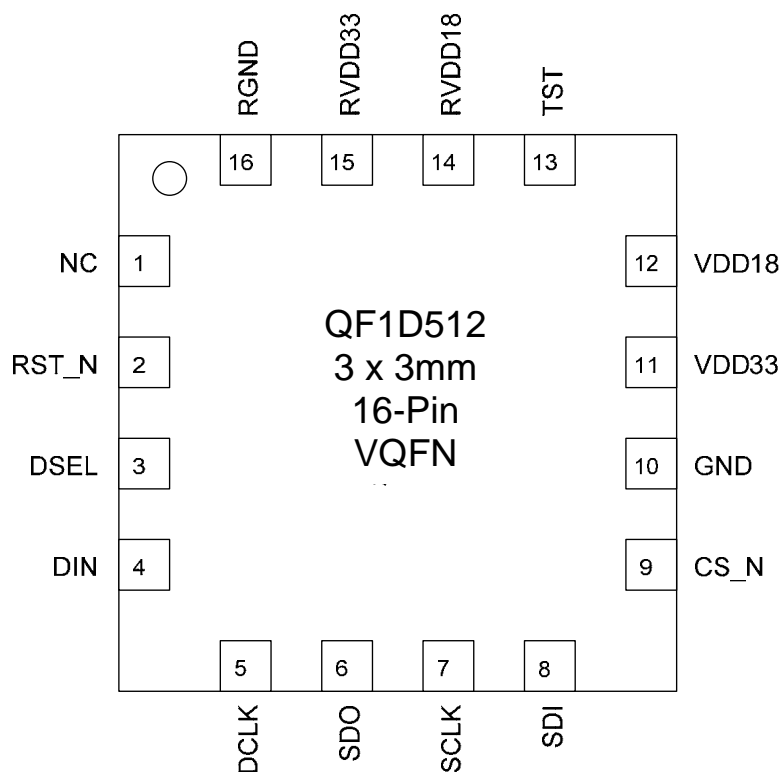 RGND
RVDD33
RVDD18
TST
16
15
14
13
NC
1
12
VDD18
RST_N
2
11
VDD33
DSEL
3
10
GND
DIN
4
9
CS_N
QF1D512
3 x 3mm
16-Pin
VQFN
5
6
7
8
DCLK
SDO
SCLK
SDI